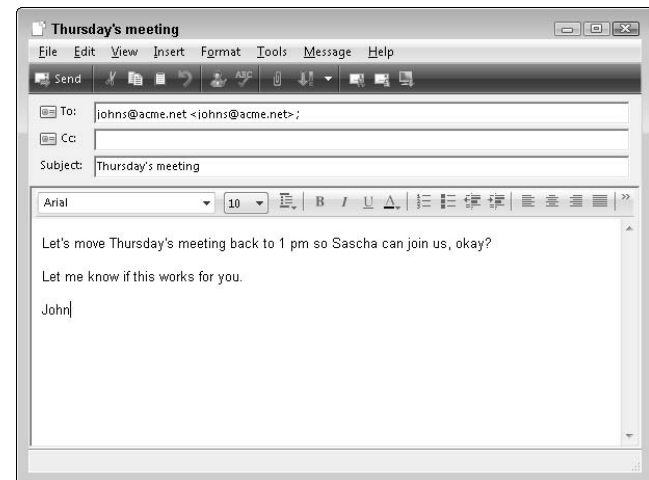 Thursday's meeting
File Edit View Insert Format Tools Message Help
Send
To: johns@acme.net <johns@acme.net>;
Cc:
Subject: Thursday's meeting
Arial 10 B I U A
Let's move Thursday's meeting back to 1 pm so Sascha can join us, okay?
Let me know if this works for you.
John